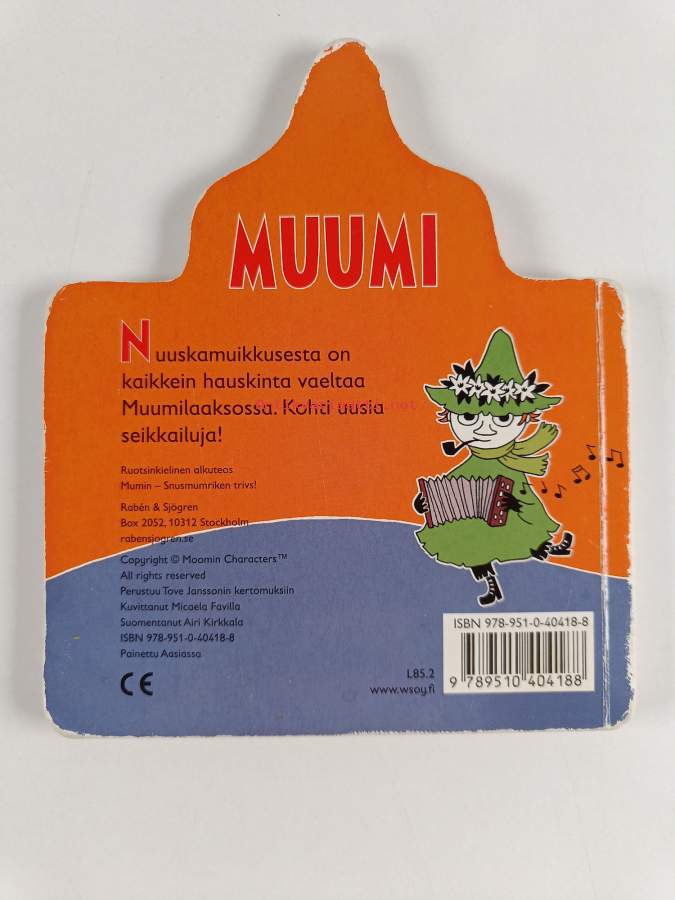 MUUMI
Nuuskamuikkusesta on
kaikkein hauskinta vaeltaa
Muumilaaksossa. Kohti uusia
seikkailuja!
Ruotsinkielinen alkuteos
Mumin – Snusmumriken trivs!
Rabén & Sjögren
Box 2052, 10312 Stockholm
rabensjogren.se
Copyright © Moomin Characters™
All rights reserved
Perustuu Tove Janssonin kertomuksiin
Kuvittanut Micaela Favilla
Suomentanut Airi Kirkkala
ISBN 978-951-0-40418-8
Painettu Aasiassa
CE
L85.2
www.wsoy.fi
ISBN 978-951-0-40418-8
9 789510 404188